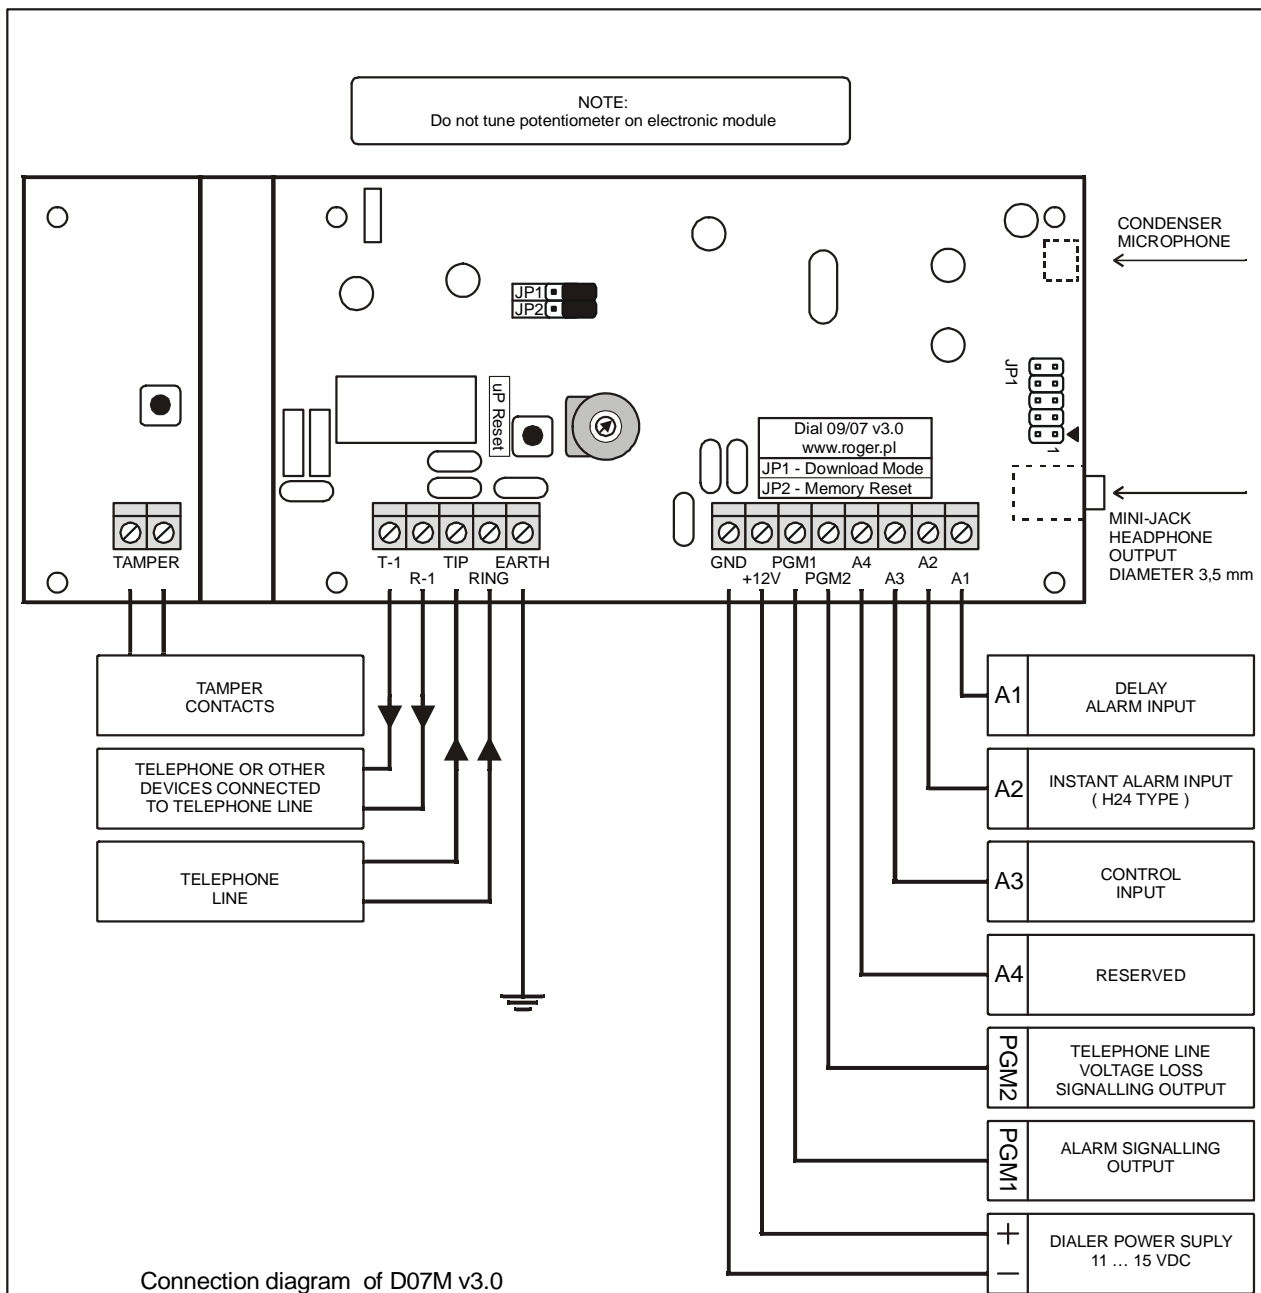 NOTE:
Do not tune potentiometer on electronic module
CONDENSER
MICROPHONE
JP1
JP2
JP1
1
uP Reset
Dial 09/07 v3.0
www.roger.pl
JP1 - Download Mode
JP2 - Memory Reset
MINI-JACK
HEADPHONE
OUTPUT
DIAMETER 3,5 mm
TAMPER
T-1
R-1
TIP
RING
EARTH
GND
+12V
PGM1
PGM2
A4
A3
A2
A1
TAMPER
CONTACTS
TELEPHONE OR OTHER
DEVICES CONNECTED
TO TELEPHONE LINE
TELEPHONE
LINE
A1
DELAY
ALARM INPUT
A2
INSTANT ALARM INPUT
( H24 TYPE )
A3
CONTROL
INPUT
A4
RESERVED
PGM2
TELEPHONE LINE
VOLTAGE LOSS
SIGNALLING OUTPUT
PGM1
ALARM SIGNALLING
OUTPUT
+
−
DIALER POWER SUPLY
11 … 15 VDC
Connection diagram of D07M v3.0